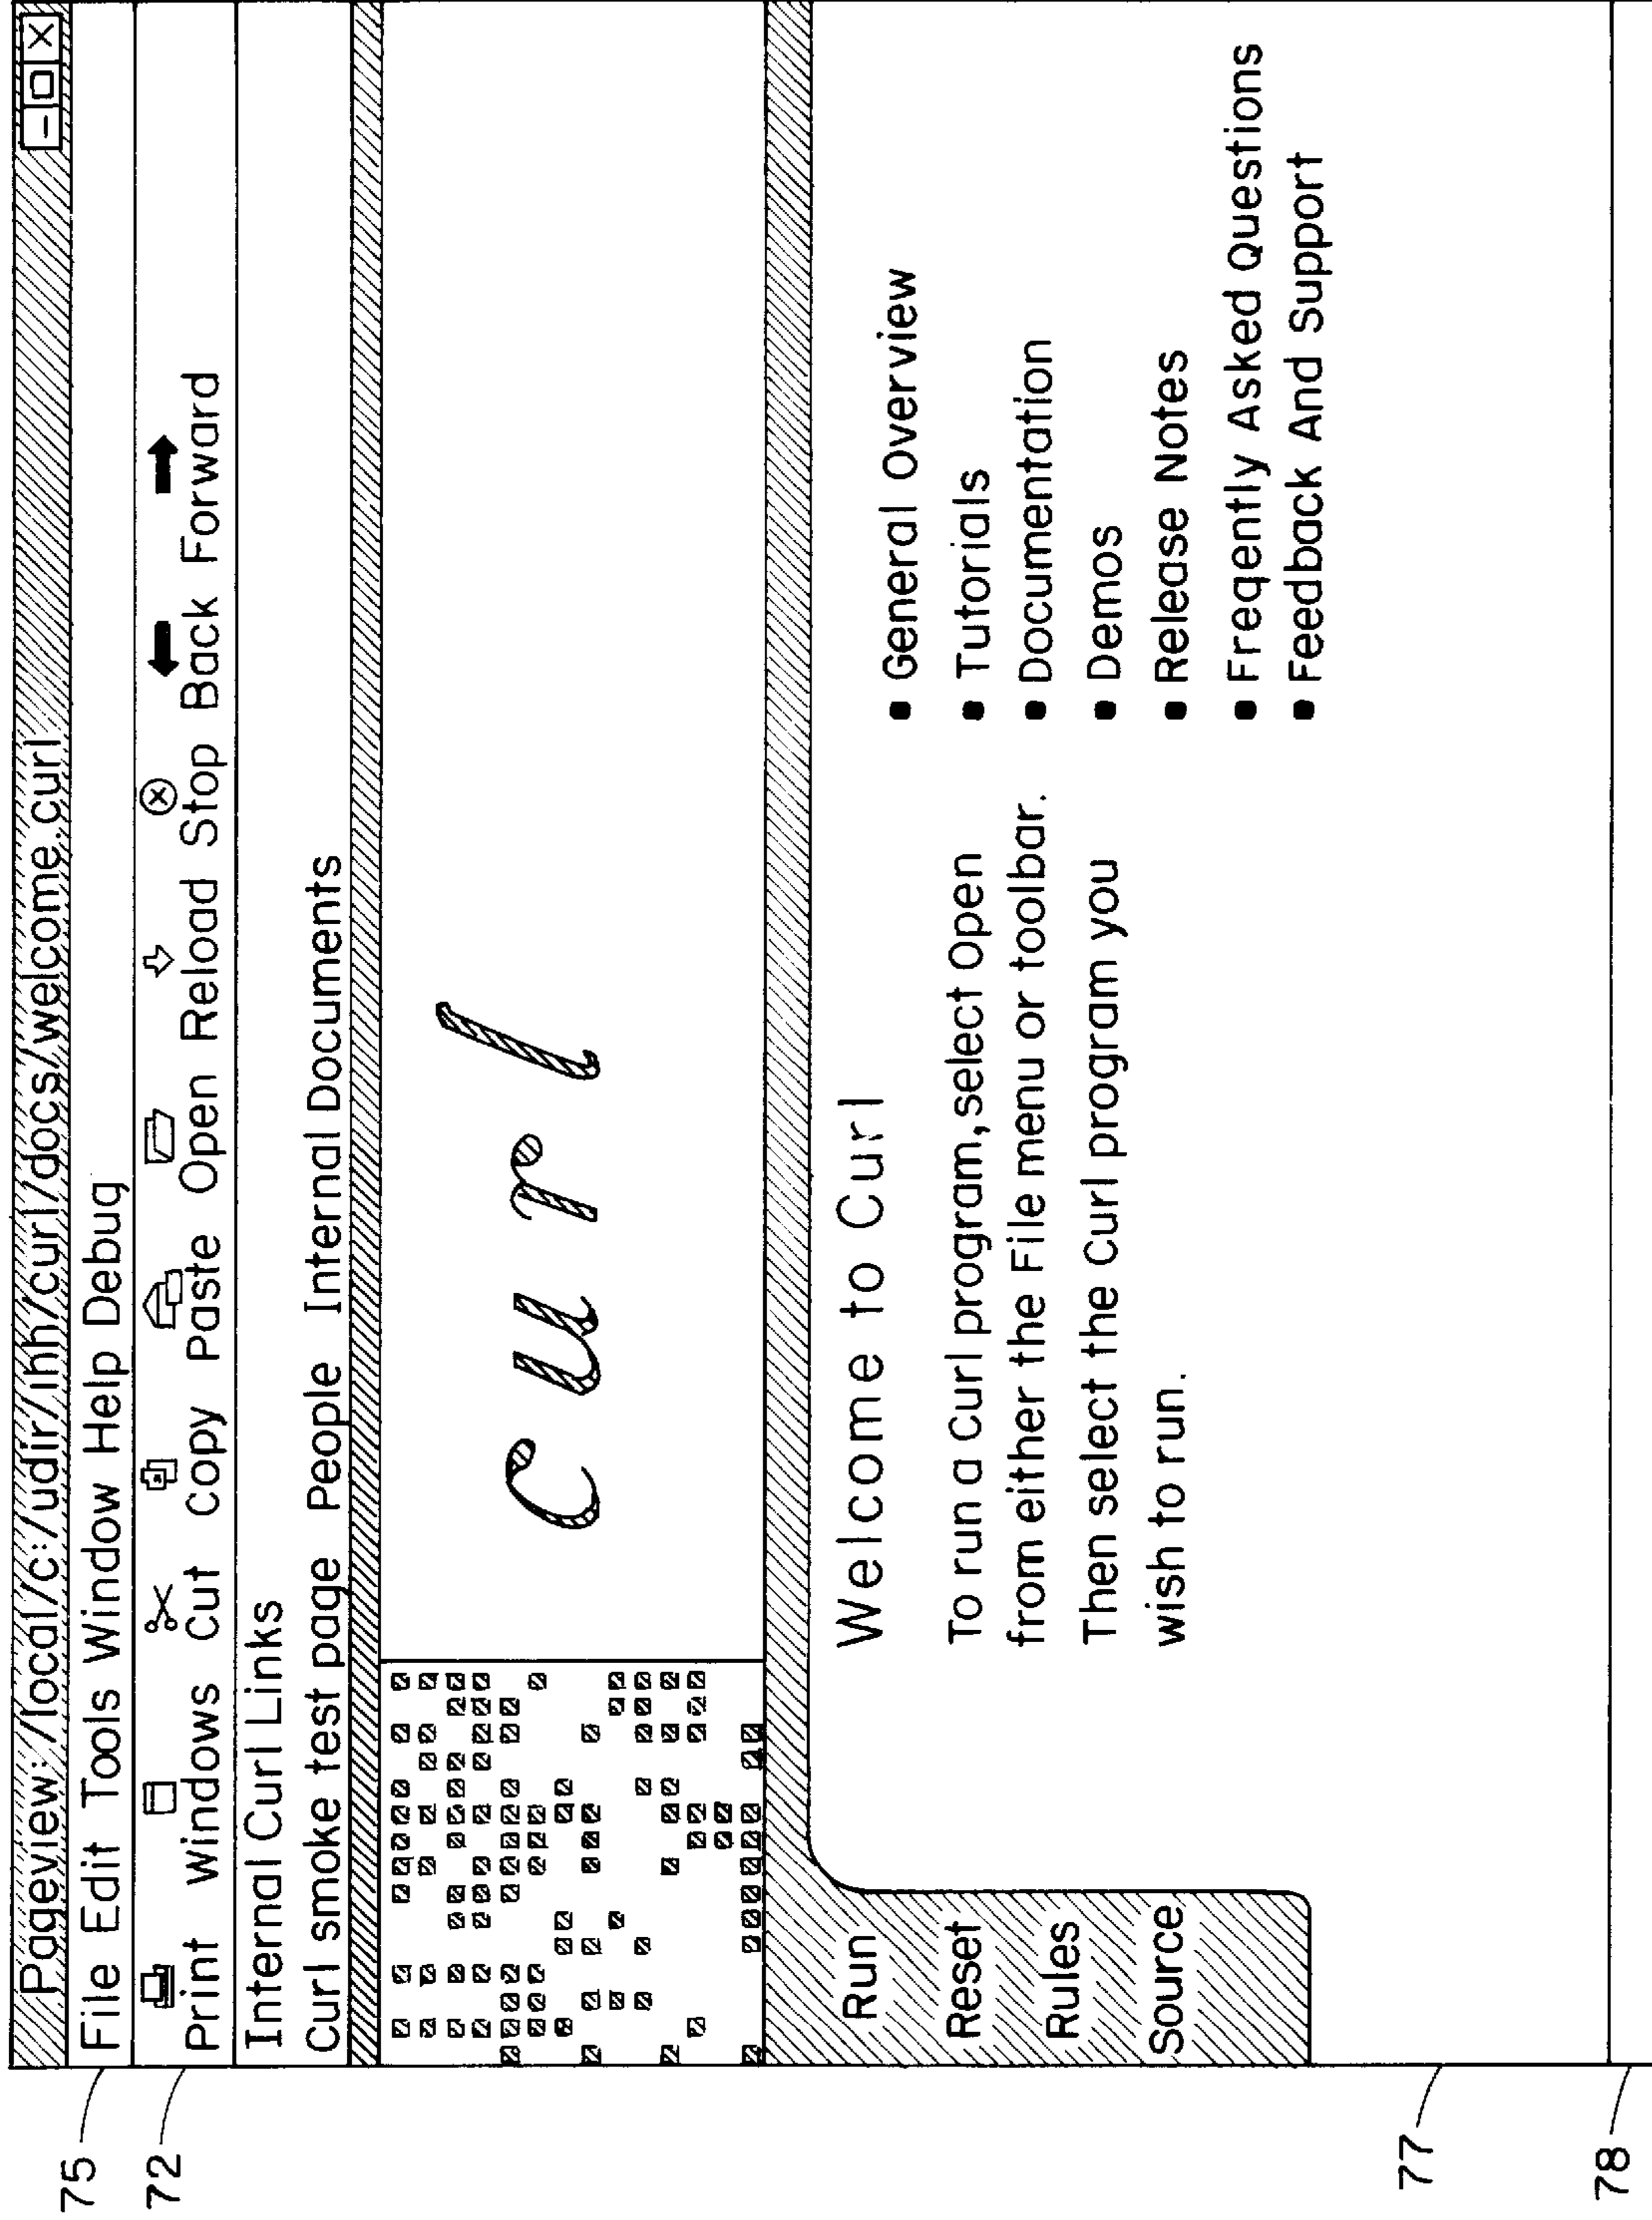 Pageview:/local/c:/udir/ihh/curl/docs/welcome.curl
75
File Edit Tools Window Help Debug
72
Print Windows Cut Copy Paste Open Reload Stop Back Forward
Internal Curl Links
Curl smoke test page People Internal Documents
Curl
Run
Reset
Rules
Source
Welcome to Curl
To run a Curl program, select Open
from either the File menu or toolbar.
Then select the Curl program you
wish to run.
• General Overview
• Tutorials
• Documentation
• Demos
• Release Notes
• Freqently Asked Questions
• Feedback And Support
77
78